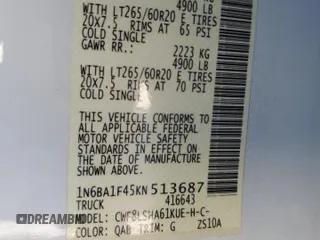 4900 LB
WITH LT265/60R20 E TIRES
20X7.5 RIMS AT 65 PSI
COLD SINGLE
GAWR RR.: 2223 KG
4900 LB
WITH LT265/60R20 E TIRES
20X7.5 RIMS AT 70 PSI
COLD SINGLE
THIS VEHICLE CONFORMS TO ALL
APPLICABLE U.S. FEDERAL
MOTOR VEHICLE SAFETY
STANDARDS IN EFFECT ON
THE DATE OF MANUFACTURE
SHOWN ABOVE.
1N6BA1F45KN513687
TRUCK 416643
MODEL: CWF8LSHA61KUE-H-C-
COLOR: QAB TRIM: G ZS10A
© AUTOBIDMASTER